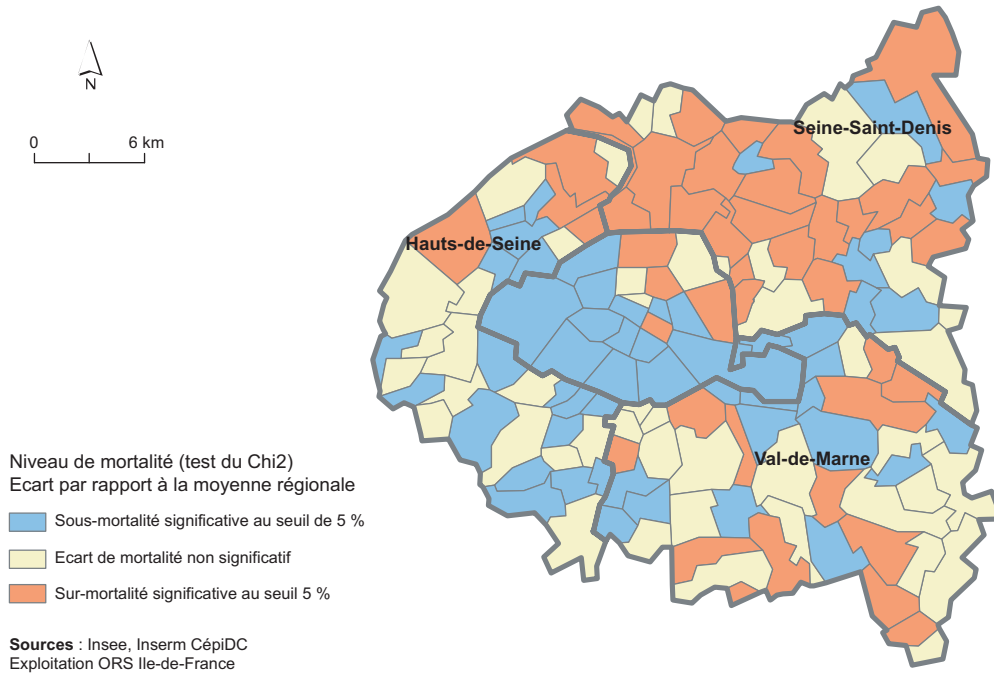 N
0 6 km
Seine-Saint-Denis
Hauts-de-Seine
Val-de-Marne
Niveau de mortalité (test du Chi2)
Ecart par rapport à la moyenne régionale
Sous-mortalité significative au seuil de 5 %
Ecart de mortalité non significatif
Sur-mortalité significative au seuil 5 %
Sources : Insee, Inserm CépiDC
Exploitation ORS Ile-de-France